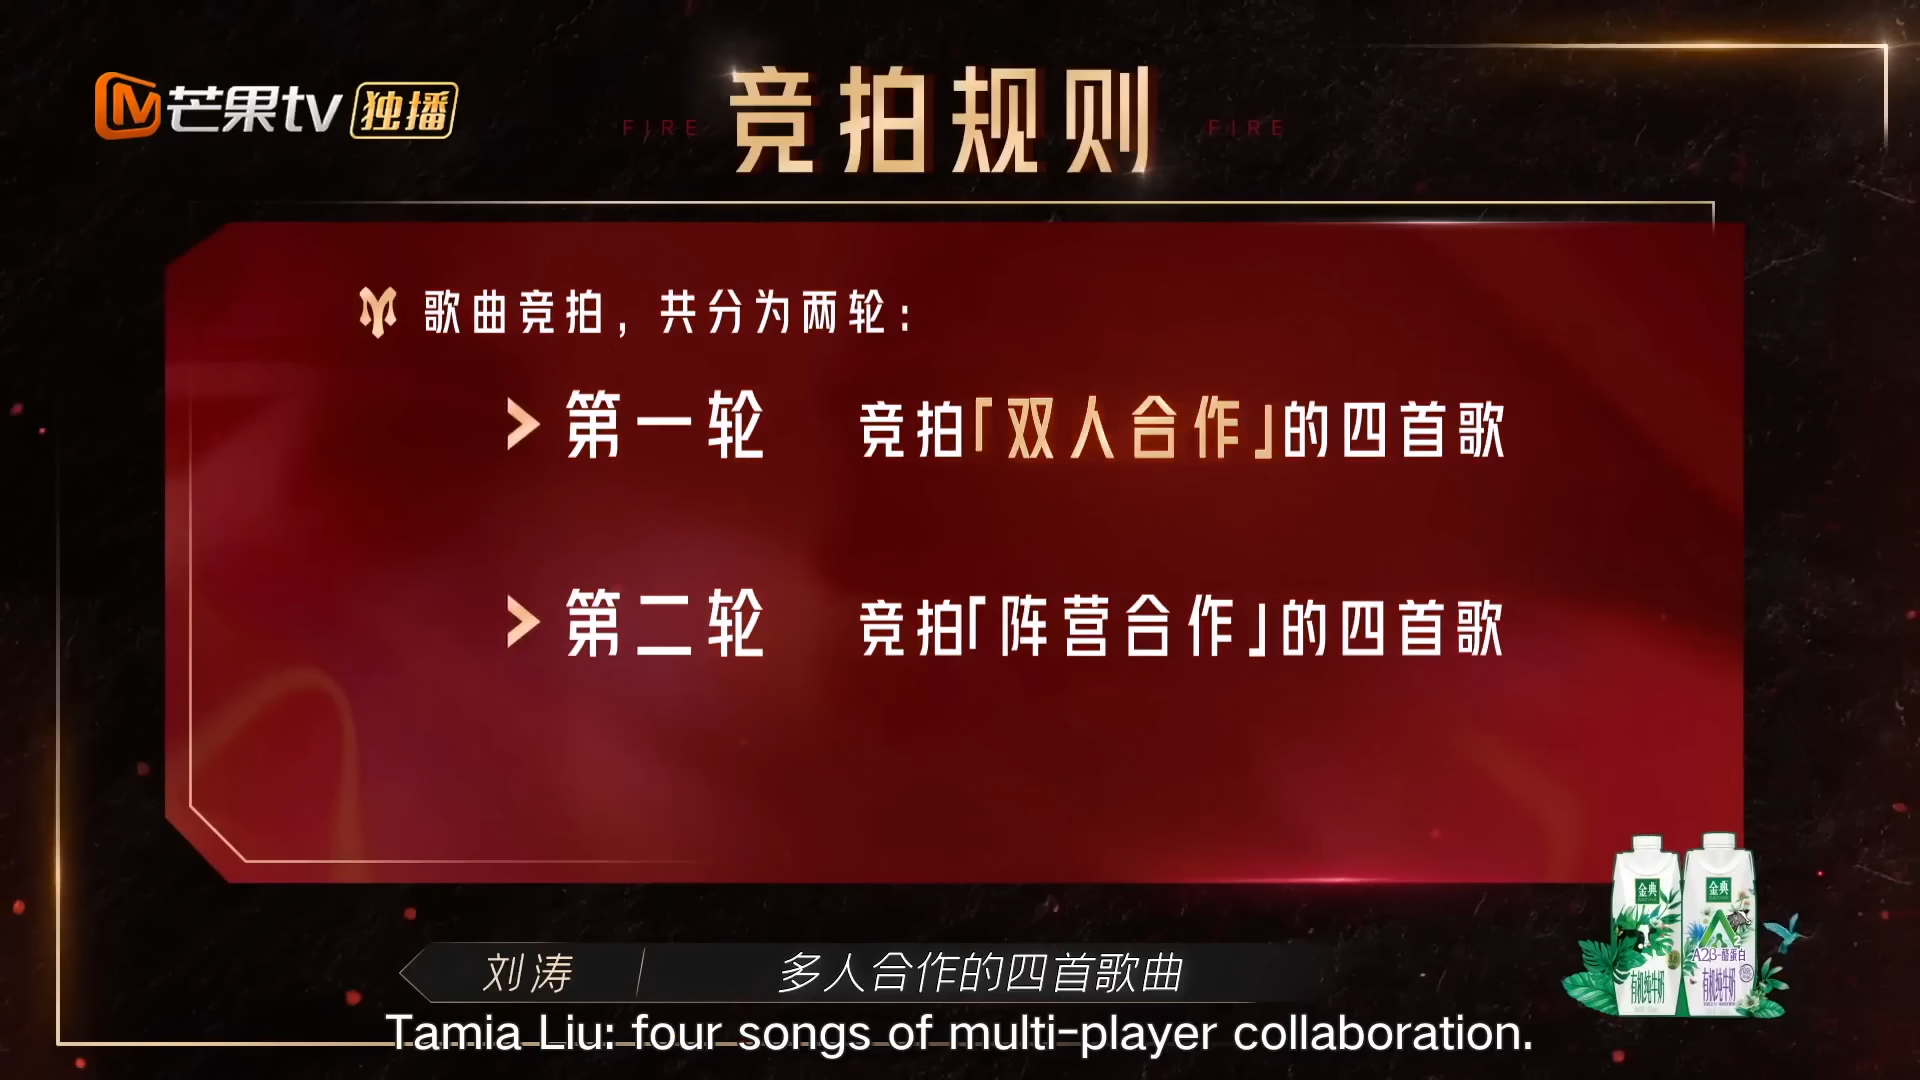 芒果tv 独播
FIRE 竞拍规则 FIRE
歌曲竞拍，共分为两轮：
第一轮 竞拍「双人合作」的四首歌
第二轮 竞拍「阵营合作」的四首歌
金典 金典
A2β-酪蛋白
有机纯牛奶 有机纯牛奶
刘涛 多人合作的四首歌曲
Tamia Liu: four songs of multi-player collaboration.